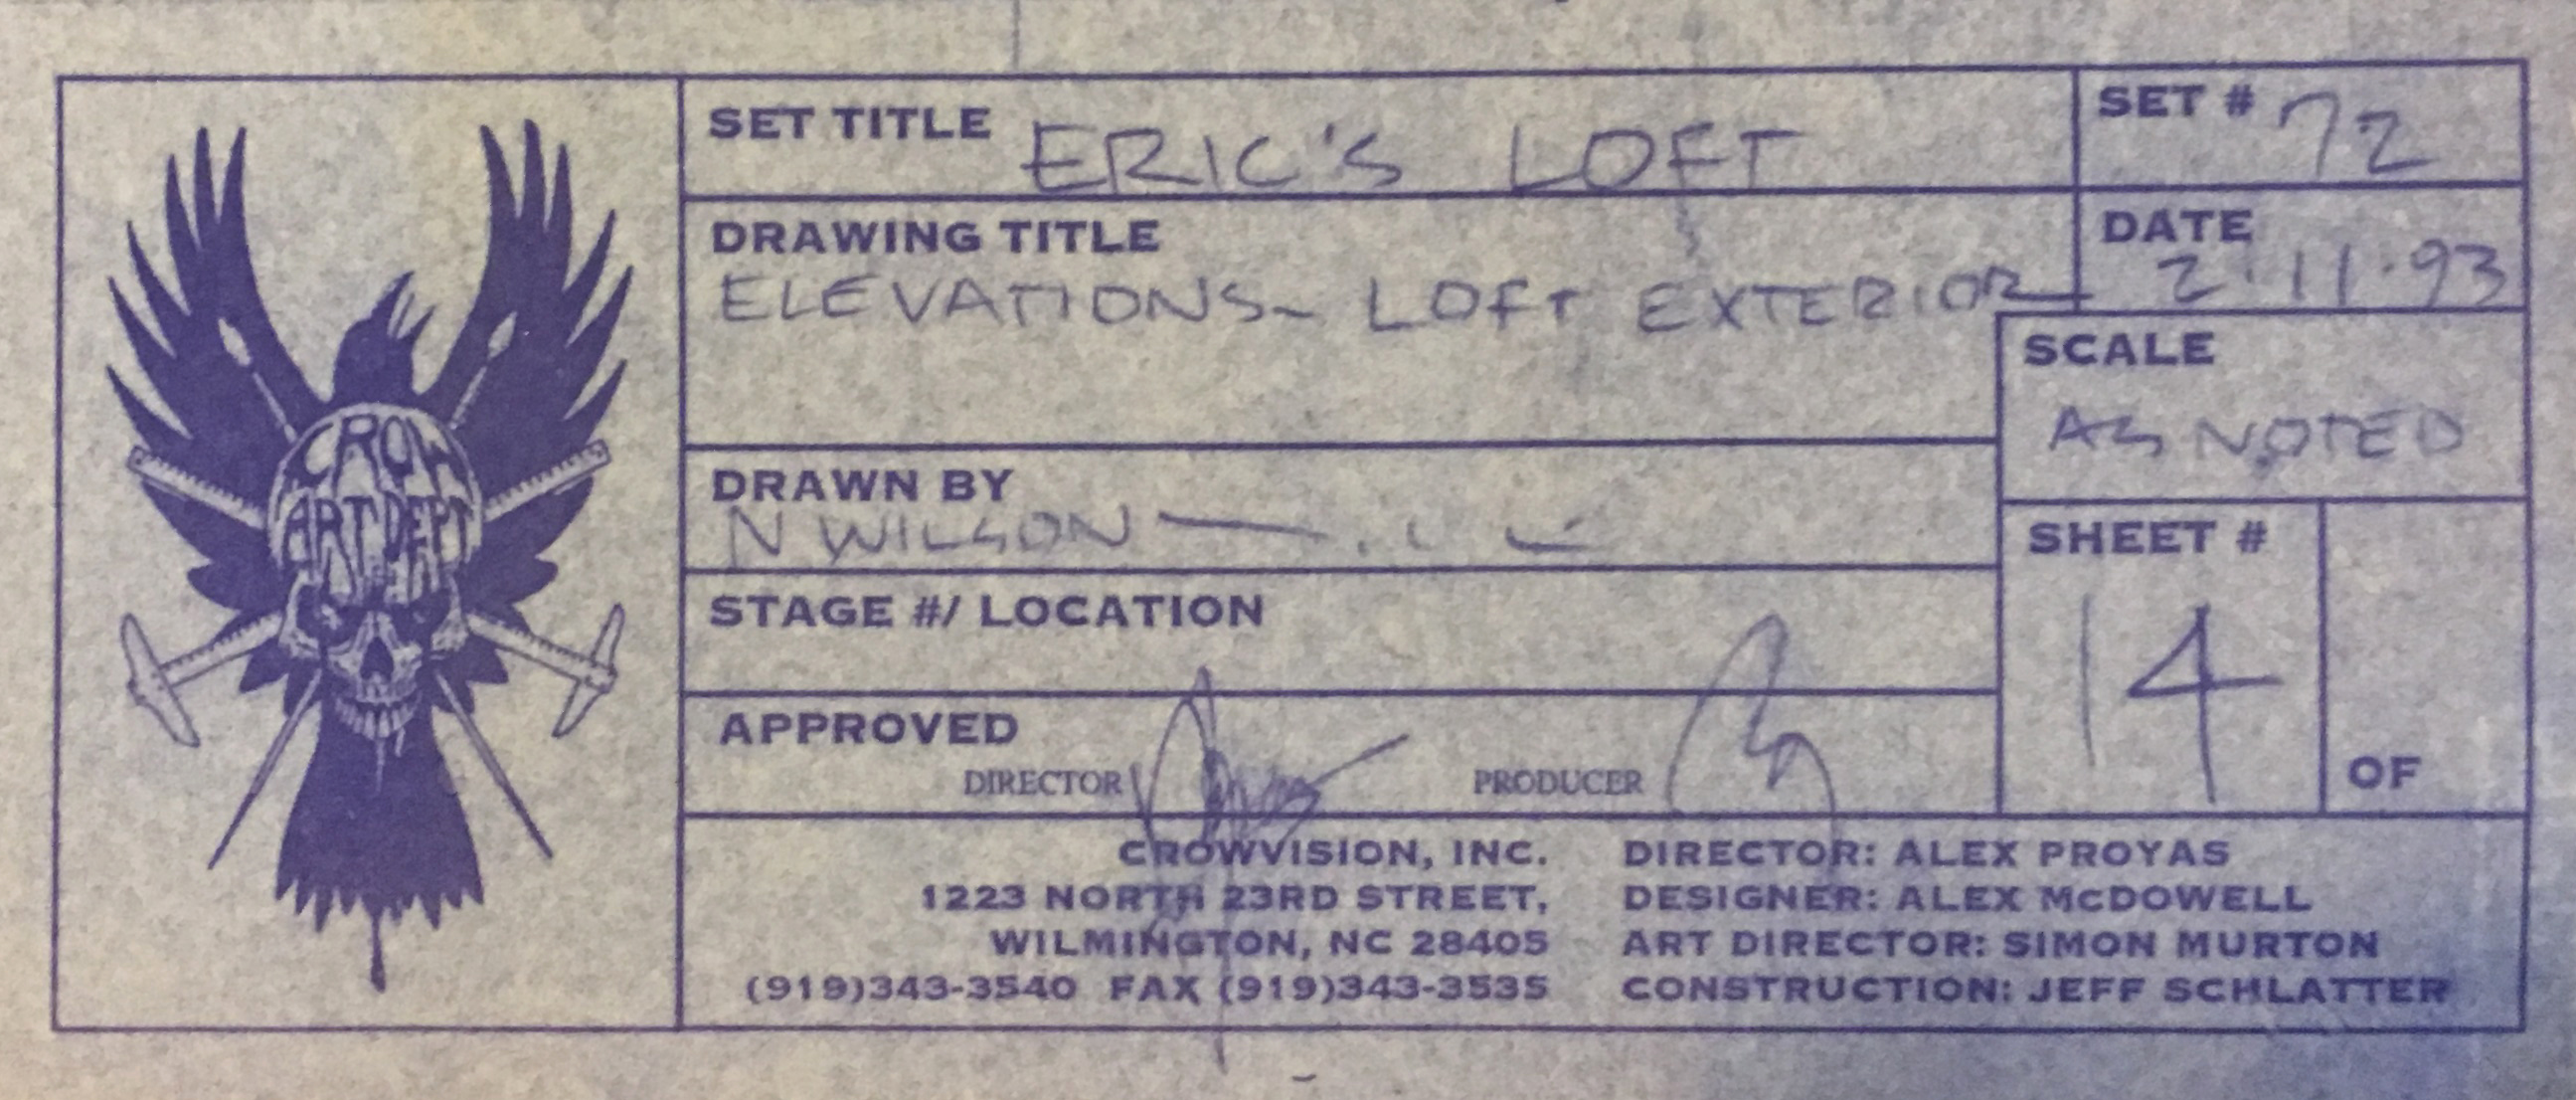 CROW
ART DEPT
SET TITLE ERIC'S LOFT
SET # 72
DRAWING TITLE
ELEVATIONS- LOFT EXTERIOR
DATE
2·11·93
SCALE
AS NOTED
DRAWN BY
N WILSON
SHEET #
14
OF
STAGE #/ LOCATION
APPROVED
DIRECTOR PRODUCER
CROWVISION, INC.
1223 NORTH 23RD STREET,
WILMINGTON, NC 28405
(919)343-3540 FAX (919)343-3535
DIRECTOR: ALEX PROYAS
DESIGNER: ALEX McDOWELL
ART DIRECTOR: SIMON MURTON
CONSTRUCTION: JEFF SCHLATTER